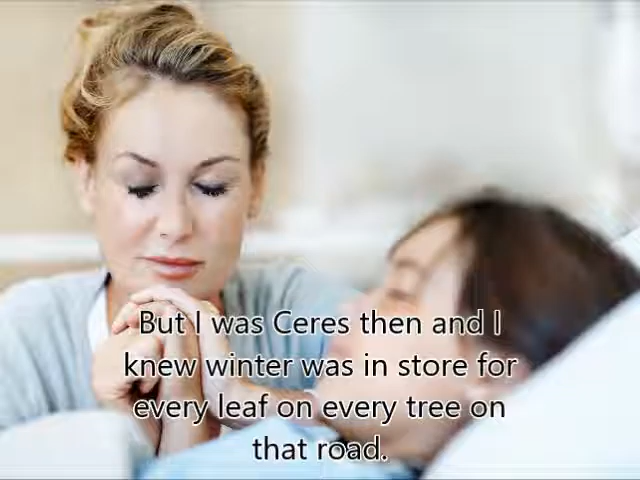 But I was Ceres then and I
knew winter was in store for
every leaf on every tree on
that road.